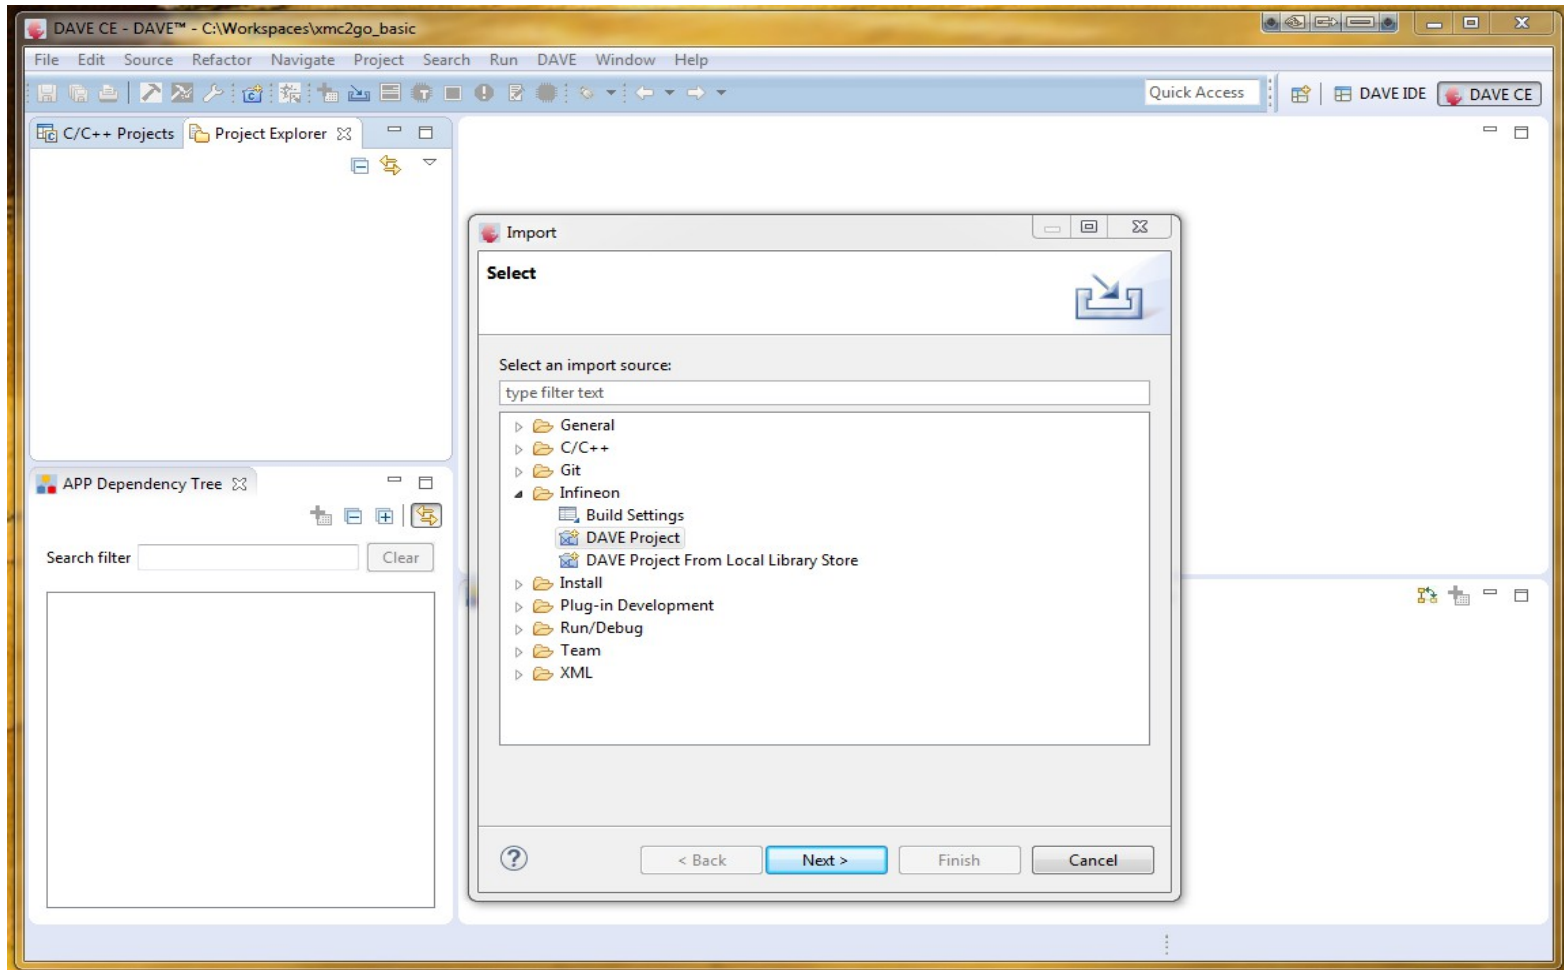 DAVE CE - DAVE™ - C:\Workspaces\xmc2go_basic
File Edit Source Refactor Navigate Project Search Run DAVE Window Help
Quick Access DAVE IDE DAVE CE
C/C++ Projects Project Explorer
Import
Select
Select an import source:
type filter text
General
C/C++
Git
Infineon
Build Settings
DAVE Project
DAVE Project From Local Library Store
Install
Plug-in Development
Run/Debug
Team
XML
< Back Next > Finish Cancel
APP Dependency Tree
Search filter Clear